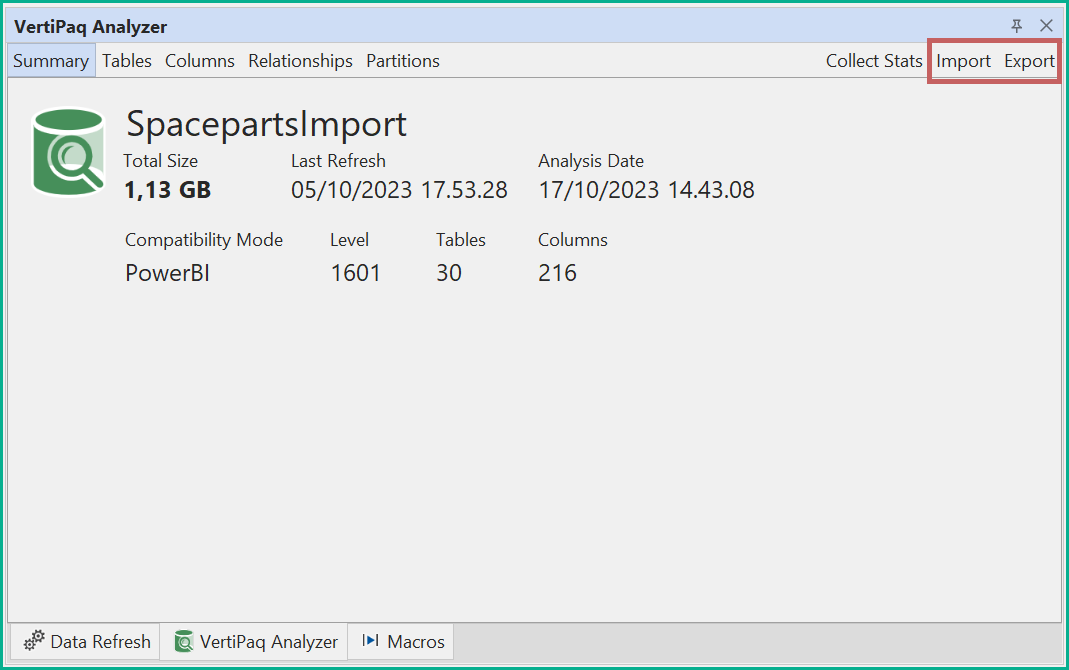 VertiPaq Analyzer
Summary Tables Columns Relationships Partitions Collect Stats Import Export
SpacepartsImport
Total Size Last Refresh Analysis Date
1,13 GB 05/10/2023 17.53.28 17/10/2023 14.43.08
Compatibility Mode Level Tables Columns
PowerBI 1601 30 216
Data Refresh VertiPaq Analyzer Macros